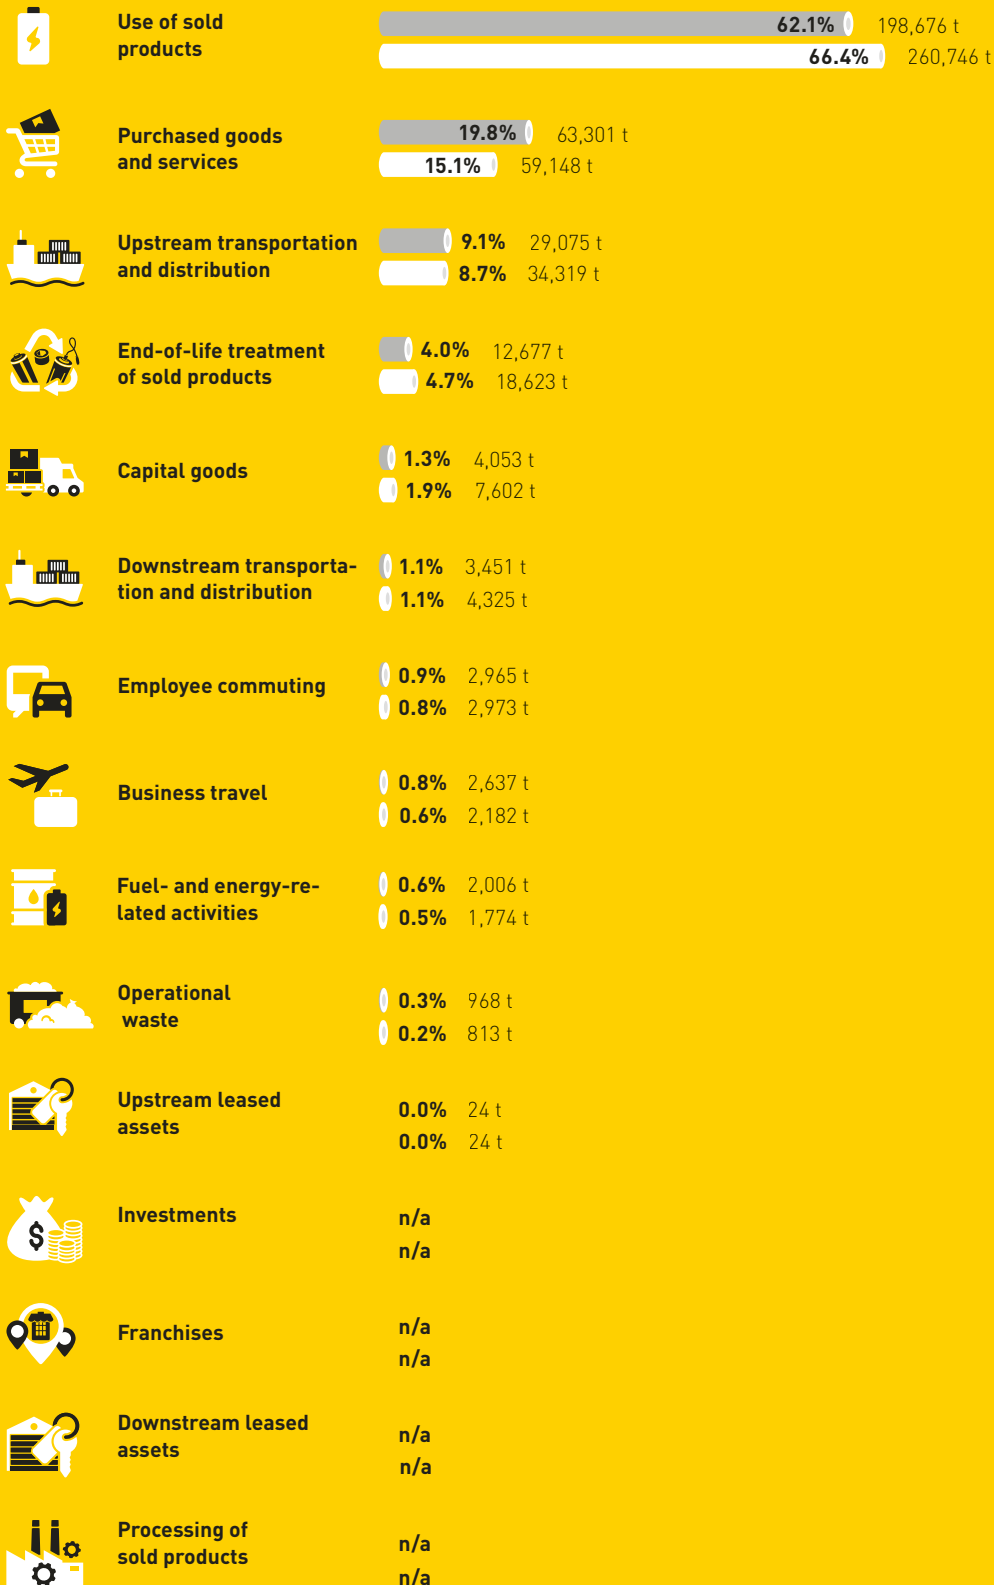 Use of sold
products
62.1% 198,676 t
66.4% 260,746 t
Purchased goods
and services
19.8% 63,301 t
15.1% 59,148 t
Upstream transportation
and distribution
9.1% 29,075 t
8.7% 34,319 t
End-of-life treatment
of sold products
4.0% 12,677 t
4.7% 18,623 t
Capital goods
1.3% 4,053 t
1.9% 7,602 t
Downstream transporta-
tion and distribution
1.1% 3,451 t
1.1% 4,325 t
Employee commuting
0.9% 2,965 t
0.8% 2,973 t
Business travel
0.8% 2,637 t
0.6% 2,182 t
Fuel- and energy-re-
lated activities
0.6% 2,006 t
0.5% 1,774 t
Operational
waste
0.3% 968 t
0.2% 813 t
Upstream leased
assets
0.0% 24 t
0.0% 24 t
$
Investments
n/a
n/a
Franchises
n/a
n/a
Downstream leased
assets
n/a
n/a
Processing of
sold products
n/a
n/a